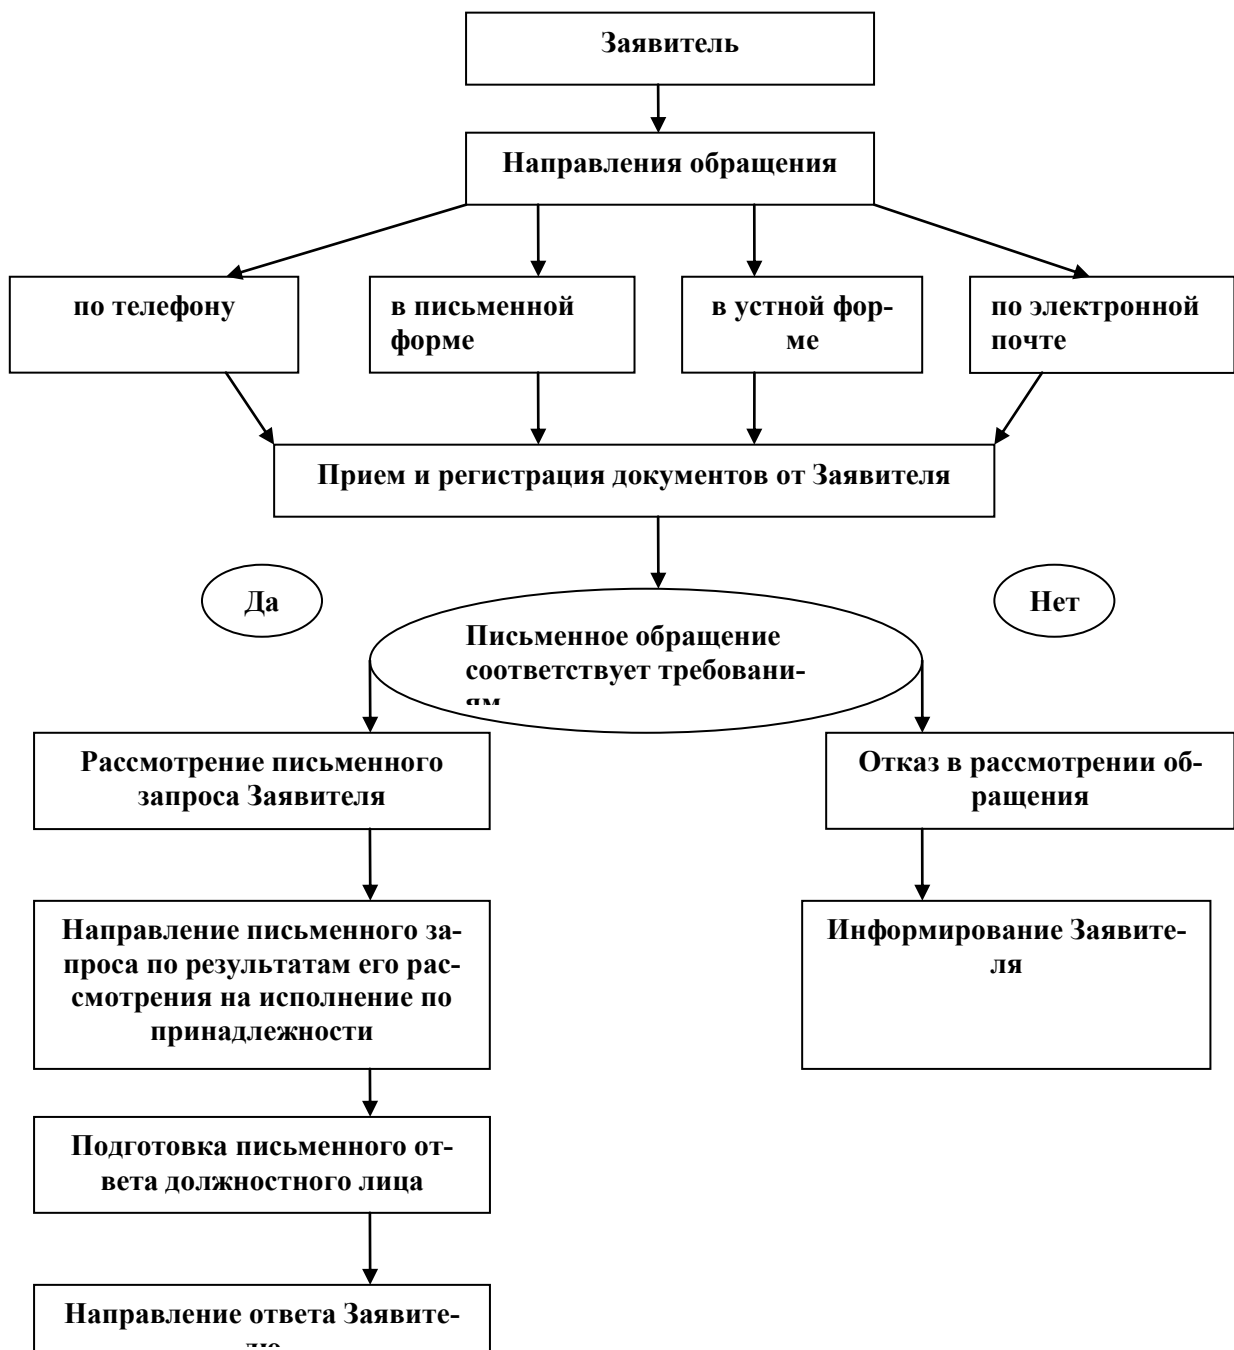 Заявитель
Направления обращения
по телефону
в письменной
форме
в устной фор-
ме
по электронной
почте
Прием и регистрация документов от Заявителя
Да
Нет
Письменное обращение
соответствует требовани-
ям
Рассмотрение письменного
запроса Заявителя
Отказ в рассмотрении об-
ращения
Направление письменного за-
проса по результатам его рас-
смотрения на исполнение по
принадлежности
Информирование Заявите-
ля
Подготовка письменного от-
вета должностного лица
Направление ответа Заявите-
лю